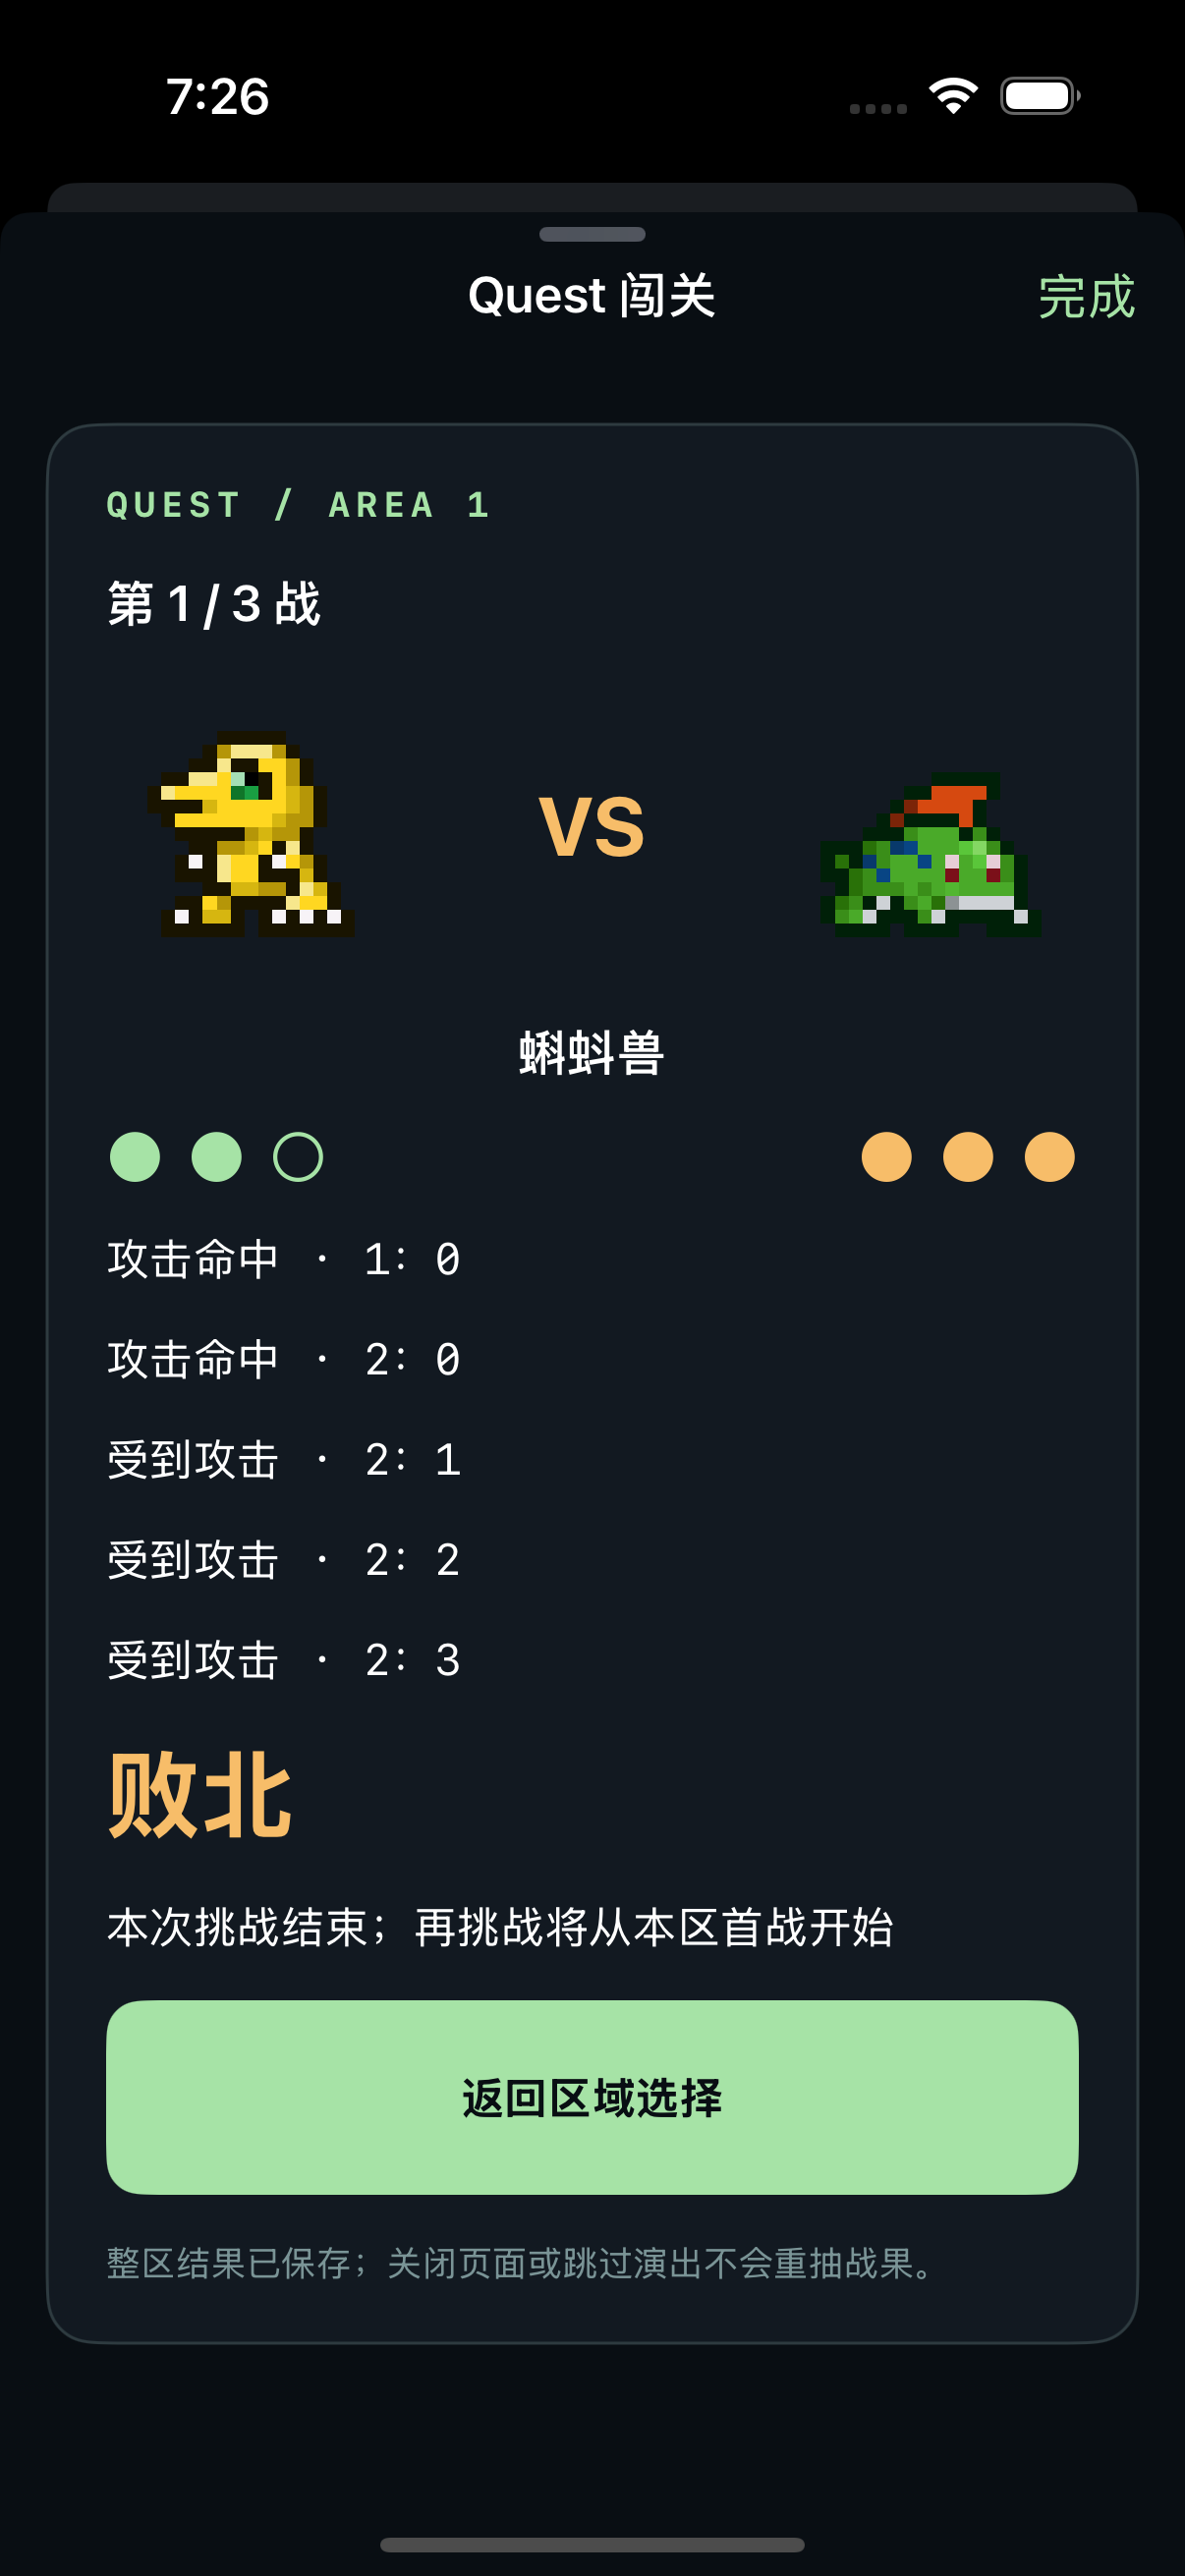 7:26
Quest 闯关
完成
QUEST / AREA 1
第 1 / 3 战
VS
蝌蚪兽
攻击命中 · 1: 0
攻击命中 · 2: 0
受到攻击 · 2: 1
受到攻击 · 2: 2
受到攻击 · 2: 3
败北
本次挑战结束；再挑战将从本区首战开始
返回区域选择
整区结果已保存；关闭页面或跳过演出不会重抽战果。